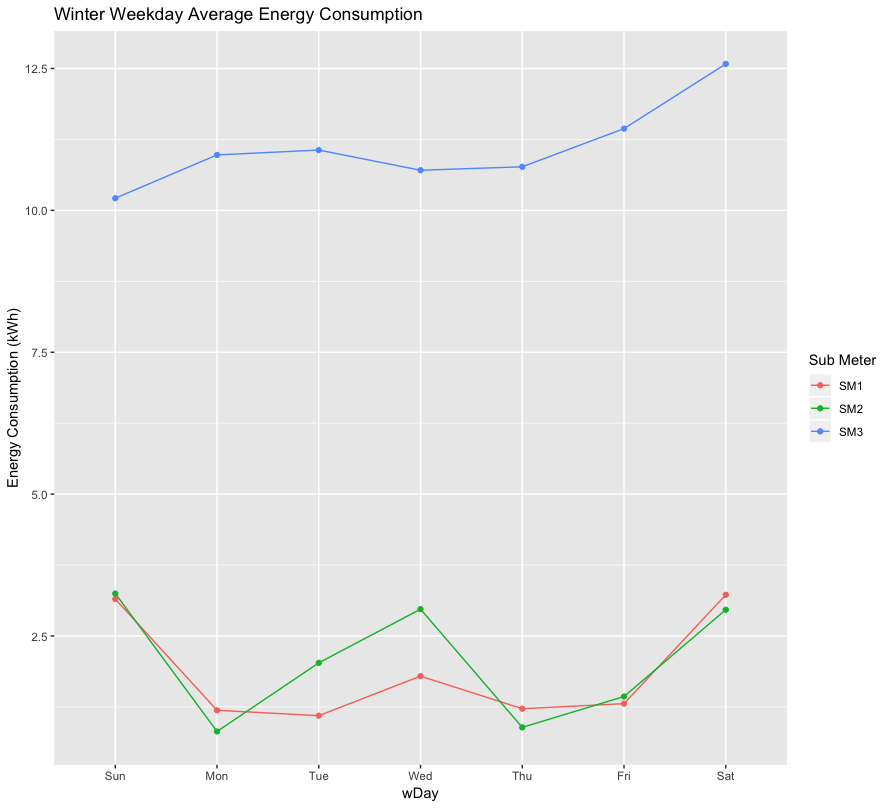 Winter Weekday Average Energy Consumption
Energy Consumption (kWh)
12.5
10.0
7.5
5.0
2.5
Sun Mon Tue Wed Thu Fri Sat
wDay
Sub Meter
SM1
SM2
SM3